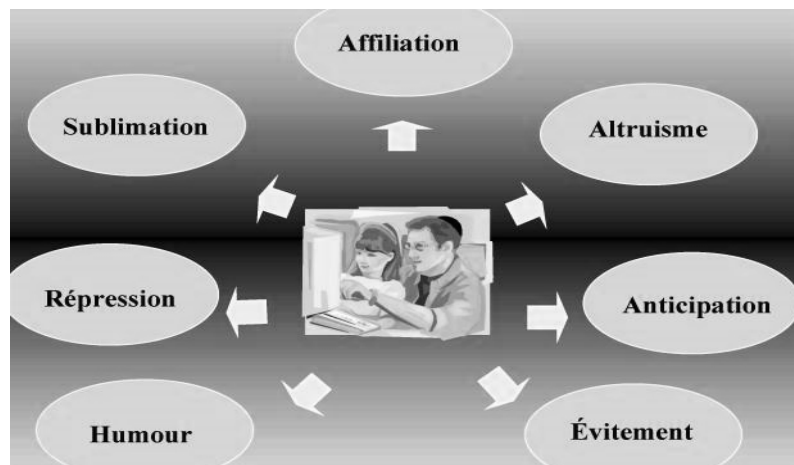 Affiliation
Sublimation
Altruisme
Répression
Anticipation
Humour
Évitement